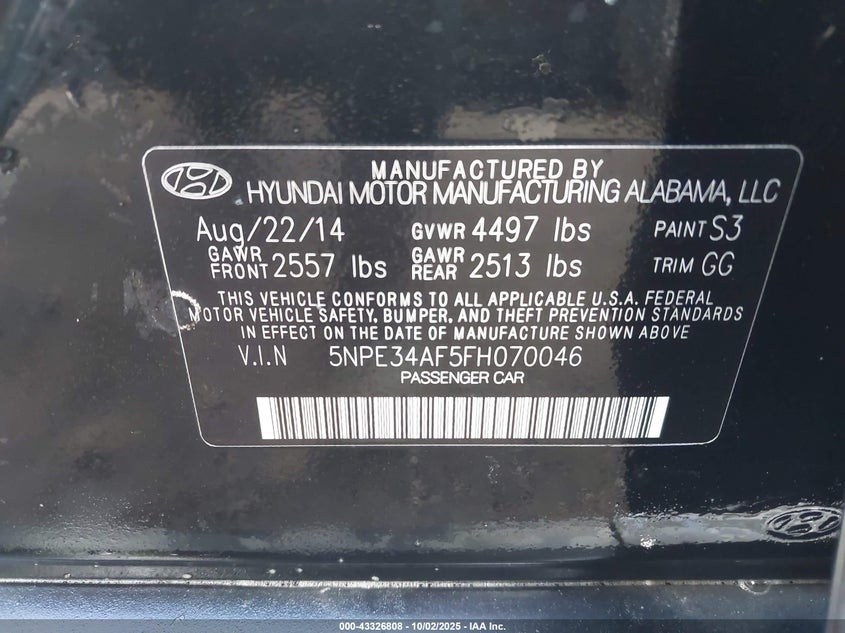 MANUFACTURED BY
HYUNDAI MOTOR MANUFACTURING ALABAMA, LLC
Aug/22/14 GVWR 4497 lbs PAINT S3
GAWR FRONT 2557 lbs GAWR REAR 2513 lbs TRIM GG
THIS VEHICLE CONFORMS TO ALL APPLICABLE U.S.A. FEDERAL
MOTOR VEHICLE SAFETY, BUMPER, AND THEFT PREVENTION STANDARDS
IN EFFECT ON THE DATE OF MANUFACTURE SHOWN ABOVE
V.I.N 5NPE34AF5FH070046
PASSENGER CAR
000-43326808 - 10/02/2025 - IAA Inc.